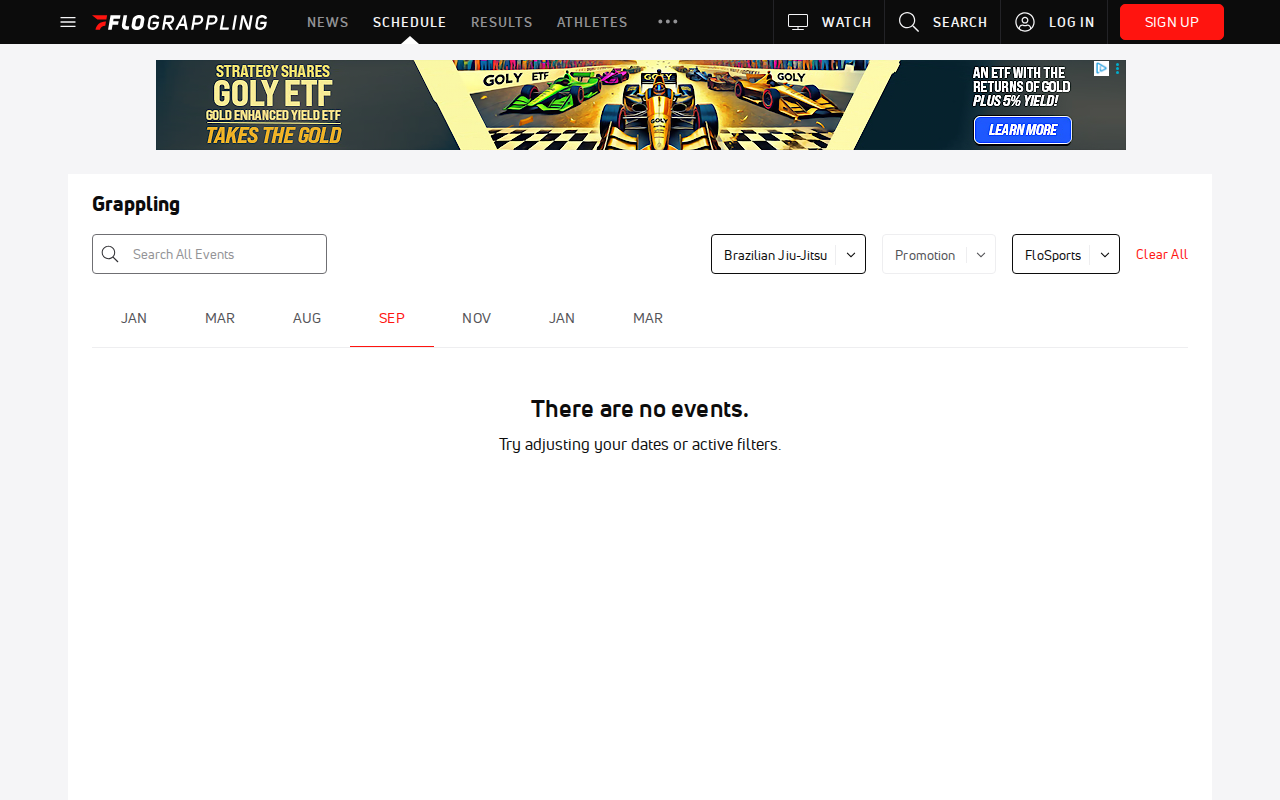 FLOGRAPPLING NEWS SCHEDULE RESULTS ATHLETES WATCH SEARCH LOG IN SIGN UP
STRATEGY SHARES
GOLY ETF
GOLD ENHANCED YIELD ETF
TAKES THE GOLD
GOLY ETF GOLY GOLY
GOLY
AN ETF WITH THE
RETURNS OF GOLD
PLUS 5% YIELD!
LEARN MORE
Grappling
Search All Events Brazilian Jiu-Jitsu Promotion FloSports Clear All
JAN MAR AUG SEP NOV JAN MAR
There are no events.
Try adjusting your dates or active filters.